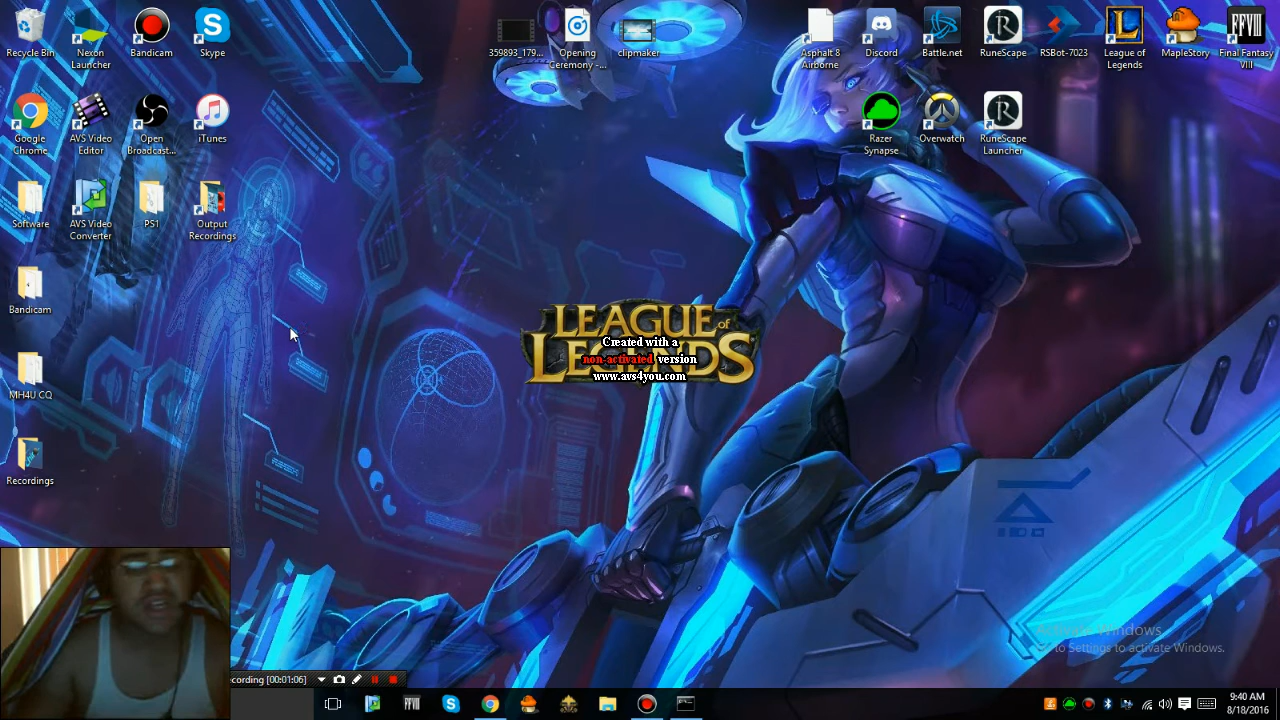 Recycle Bin
Nexon Launcher
Bandicam
Skype
359893_179...
Opening Ceremony -...
clipmaker
Asphalt 8 Airborne
Discord
Battle.net
RuneScape
RSBot-7023
League of Legends
MapleStory
Final Fantasy VIII
Google Chrome
AVS Video Editor
Open Broadcast...
iTunes
Razer Synapse
Overwatch
RuneScape Launcher
Software
AVS Video Converter
PS1
Output Recordings
Bandicam
MH4U CQ
Recordings
LEAGUE of
LEGENDS
Created with a
non-activated version
www.avs4you.com
Activate Windows
Go to Settings to activate Windows.
ecording [00:01:06]
FFVIII
9:40 AM
8/18/2016